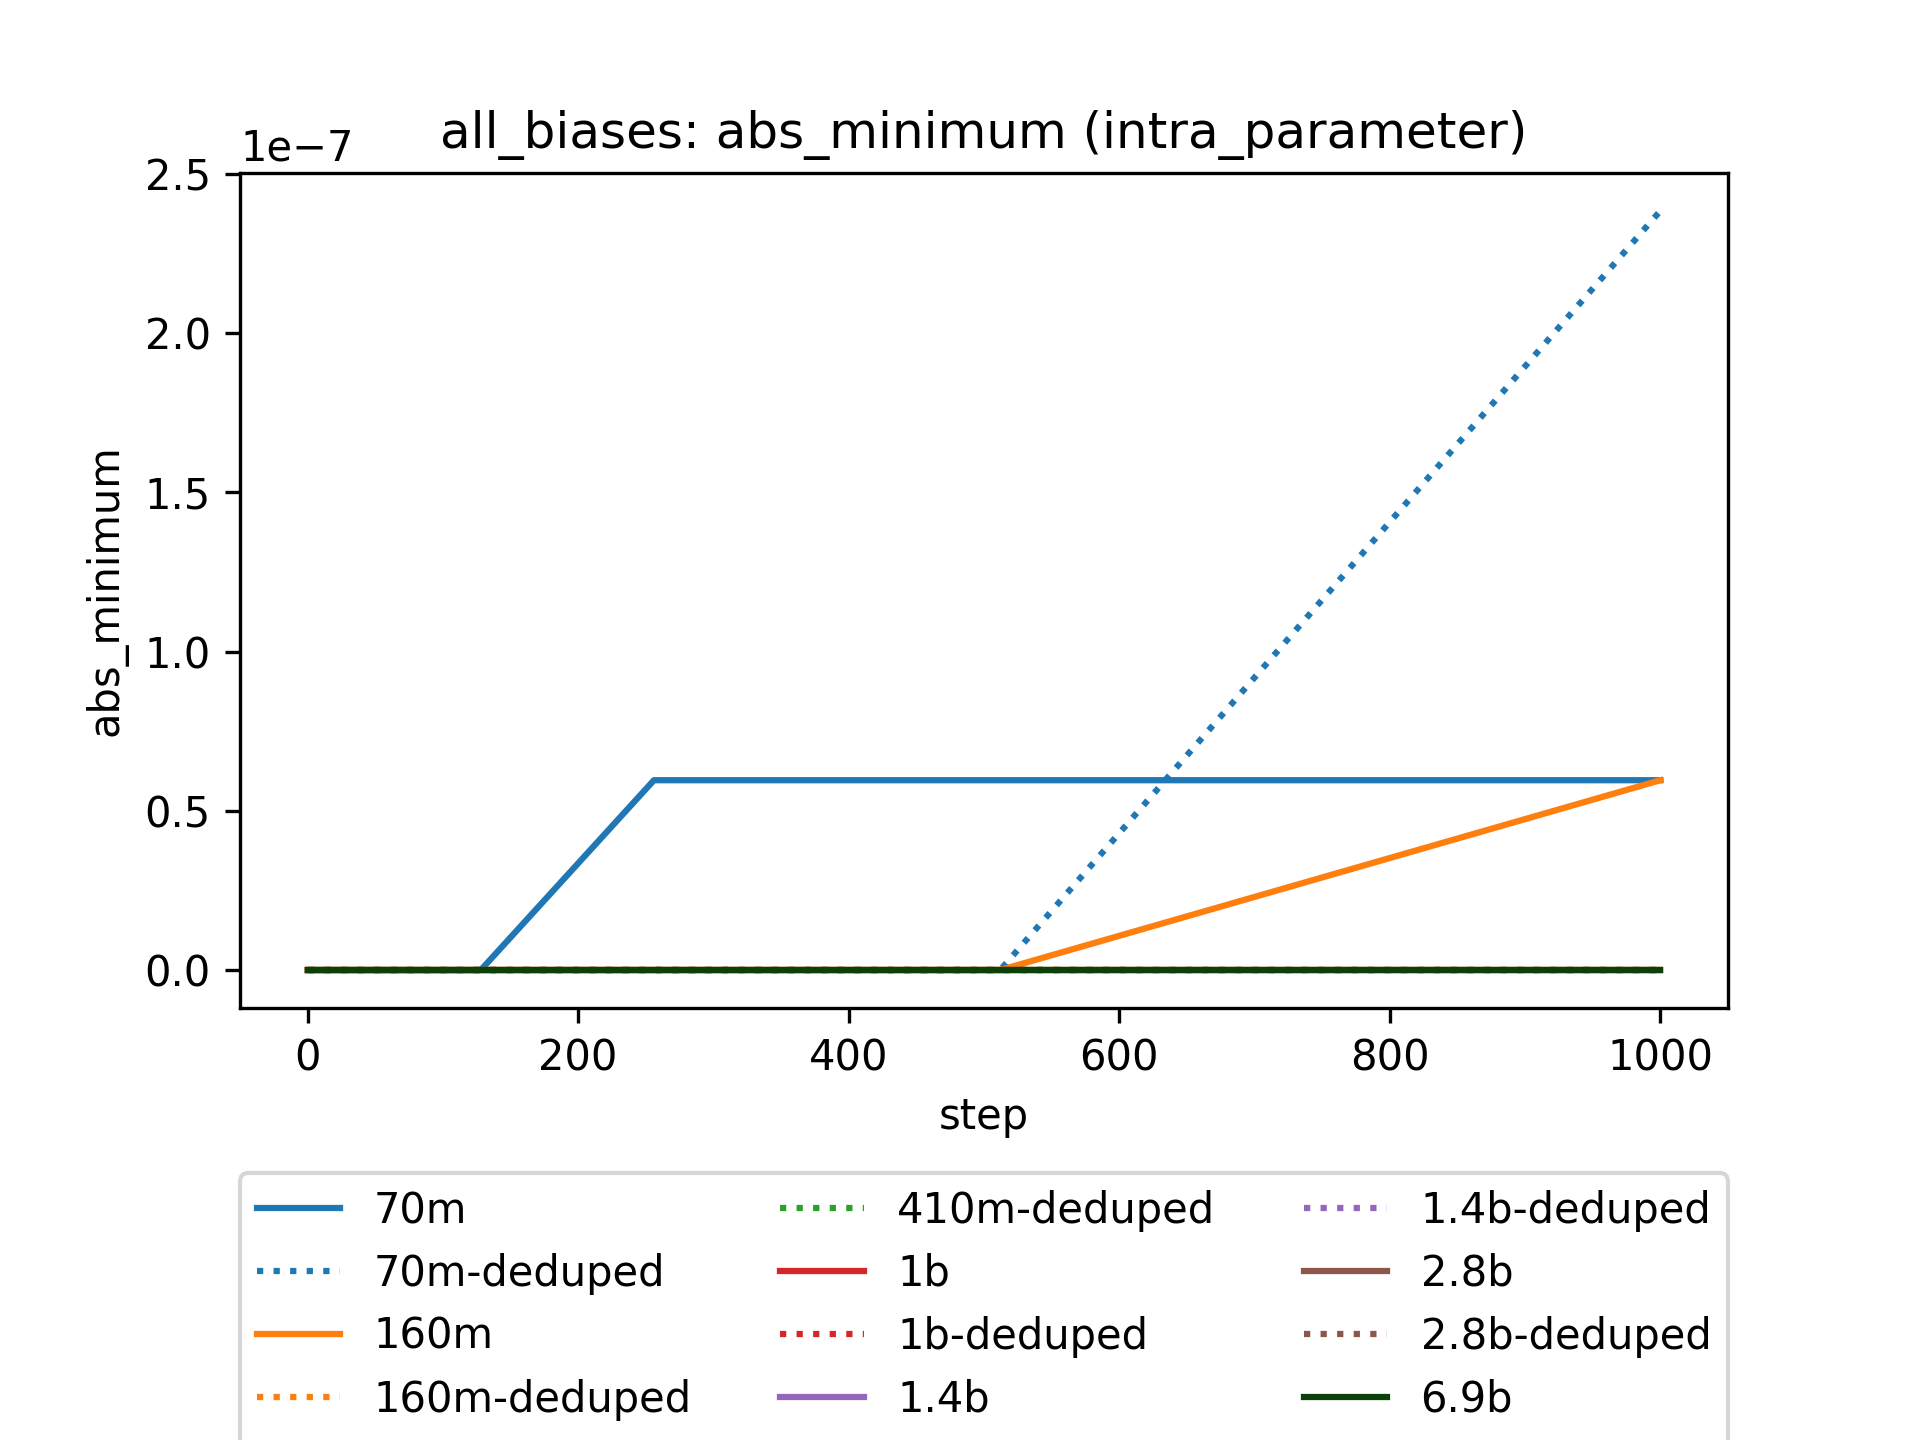 all_biases: abs_minimum (intra_parameter)
1e−7
2.5
2.0
1.5
1.0
0.5
0.0
abs_minimum
0 200 400 600 800 1000
step
70m 410m-deduped 1.4b-deduped
70m-deduped 1b 2.8b
160m 1b-deduped 2.8b-deduped
160m-deduped 1.4b 6.9b